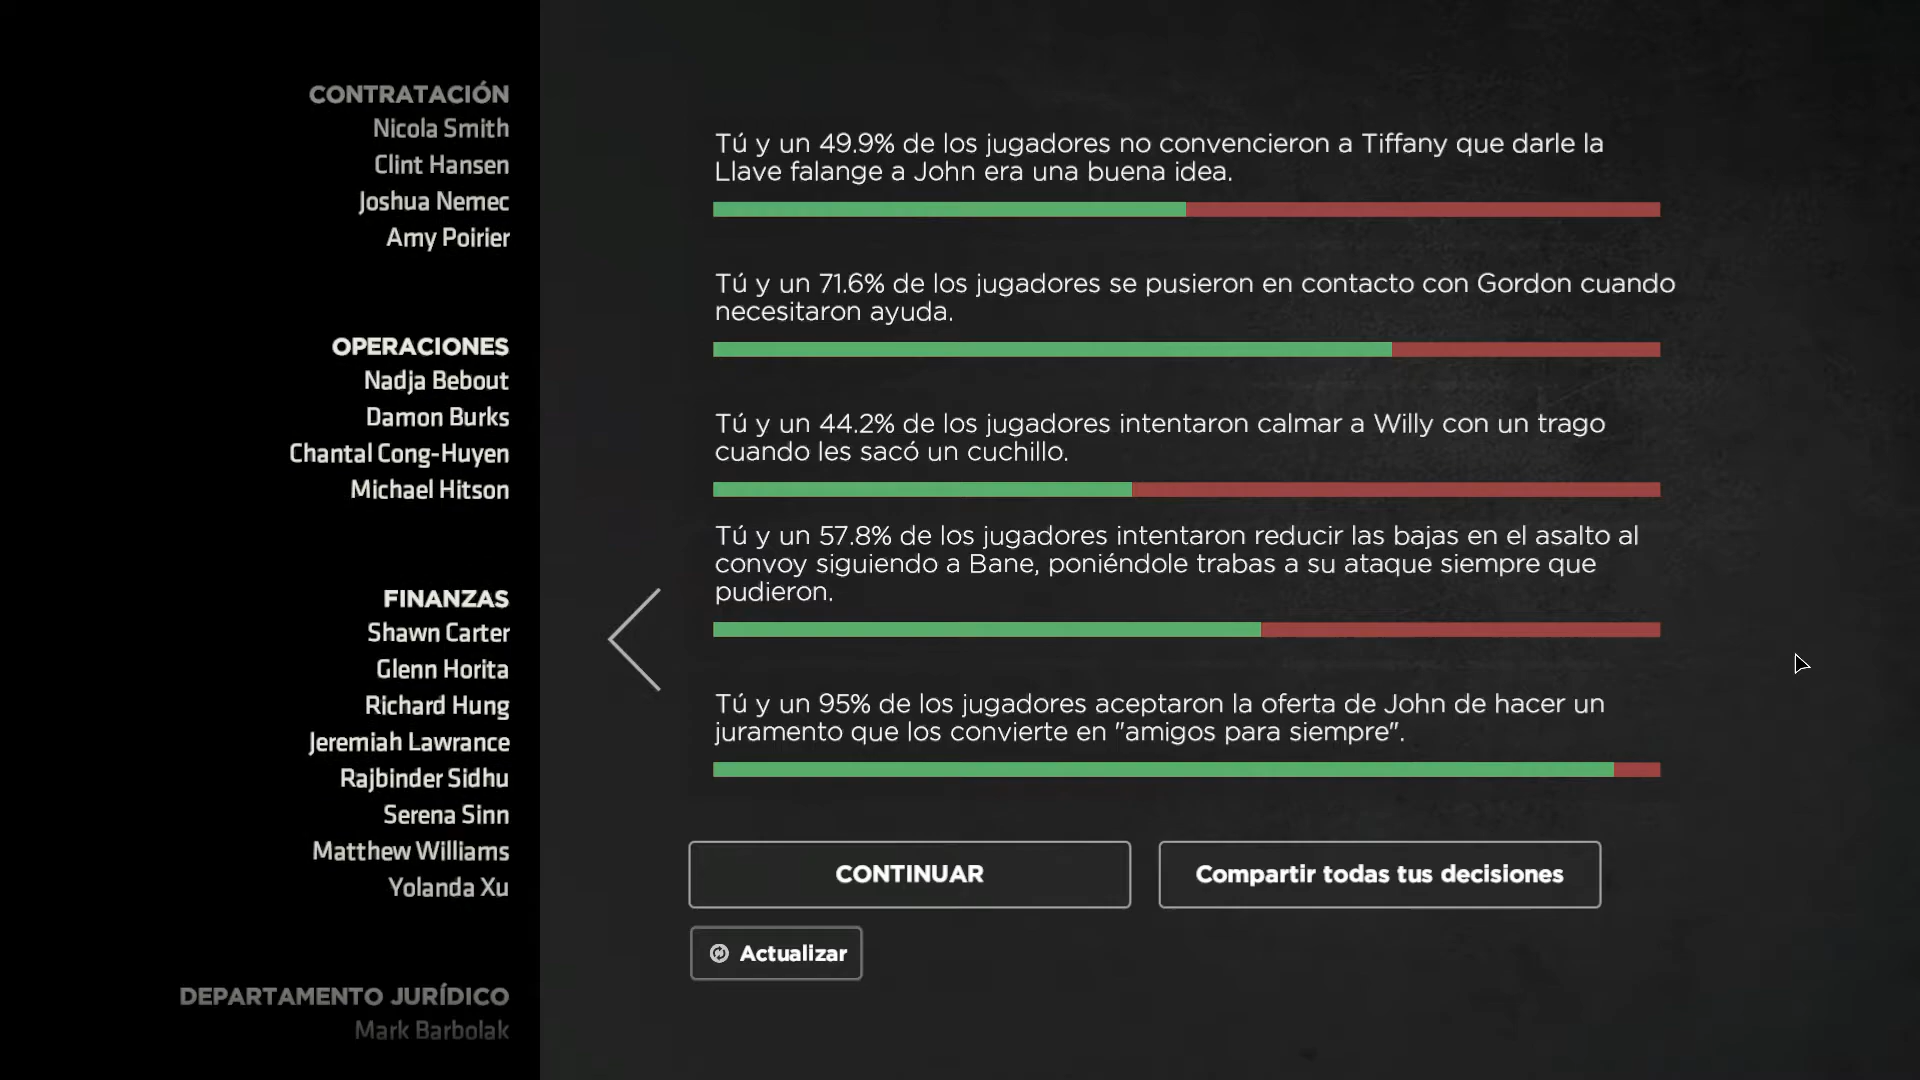 CONTRATACIÓN
Nicola Smith
Clint Hansen
Joshua Nemec
Amy Poirier
OPERACIONES
Nadja Bebout
Damon Burks
Chantal Cong-Huyen
Michael Hitson
FINANZAS
Shawn Carter
Glenn Horita
Richard Hung
Jeremiah Lawrance
Rajbinder Sidhu
Serena Sinn
Matthew Williams
Yolanda Xu
DEPARTAMENTO JURÍDICO
Mark Barbolak
Tú y un 49.9% de los jugadores no convencieron a Tiffany que darle la
Llave falange a John era una buena idea.
Tú y un 71.6% de los jugadores se pusieron en contacto con Gordon cuando
necesitaron ayuda.
Tú y un 44.2% de los jugadores intentaron calmar a Willy con un trago
cuando les sacó un cuchillo.
Tú y un 57.8% de los jugadores intentaron reducir las bajas en el asalto al
convoy siguiendo a Bane, poniéndole trabas a su ataque siempre que
pudieron.
Tú y un 95% de los jugadores aceptaron la oferta de John de hacer un
juramento que los convierte en "amigos para siempre".
CONTINUAR
Compartir todas tus decisiones
Actualizar